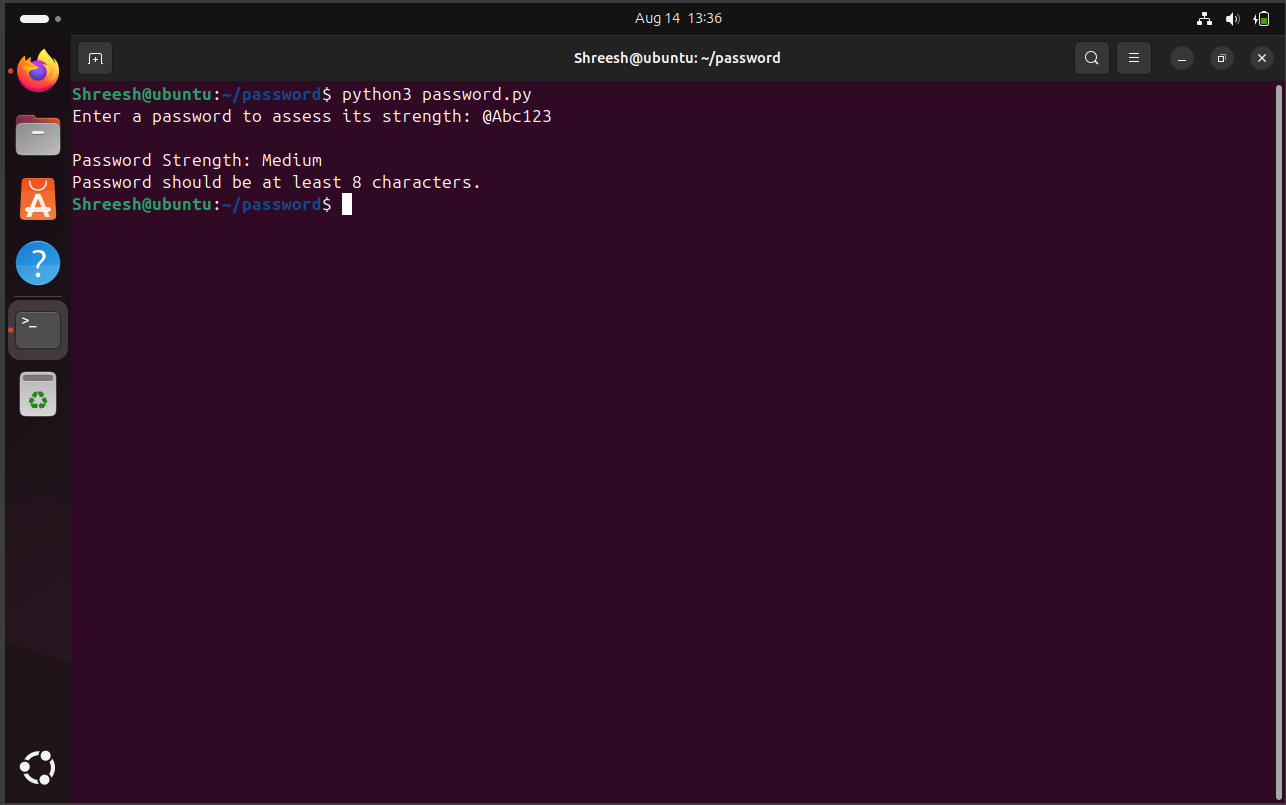 Aug 14 13:36
Shreesh@ubuntu: ~/password
Shreesh@ubuntu:~/password$ python3 password.py
Enter a password to assess its strength: @Abc123
Password Strength: Medium
Password should be at least 8 characters.
Shreesh@ubuntu:~/password$